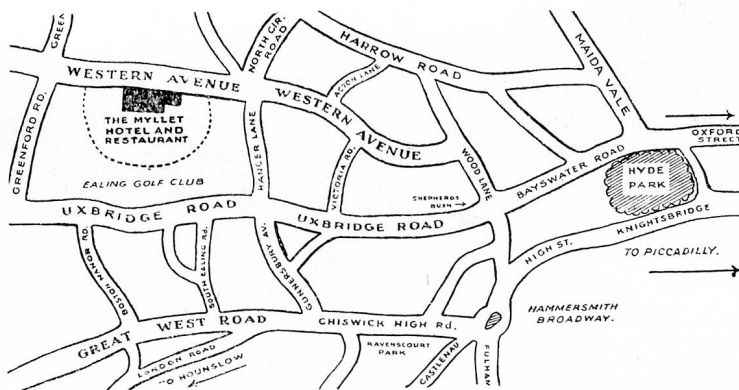 GREEN
NORTH CIR.
ROAD
HARROW ROAD
MAIDA VALE
WESTERN AVENUE
ACTON LANE
WESTERN AVENUE
OXFORD
STREET
GREENFORD RD.
THE MYLLET
HOTEL AND
RESTAURANT
HANGER LANE
VICTORIA RD.
WOOD LANE
BAYSWATER ROAD
HYDE
PARK
EALING GOLF CLUB
SHEPHERDS
BUSH
UXBRIDGE ROAD
UXBRIDGE ROAD
HIGH ST.
KNIGHTSBRIDGE
TO PICCADILLY.
BOSTON MANOR RD.
SOUTH EALING Rd.
GUNNERSBURY AV.
HAMMERSMITH
BROADWAY.
GREAT WEST ROAD
CHISWICK HIGH Rd.
RAVENSCOURT
PARK
CASTLENAU
FULHAM
LONDON ROAD
TO HOUNSLOW